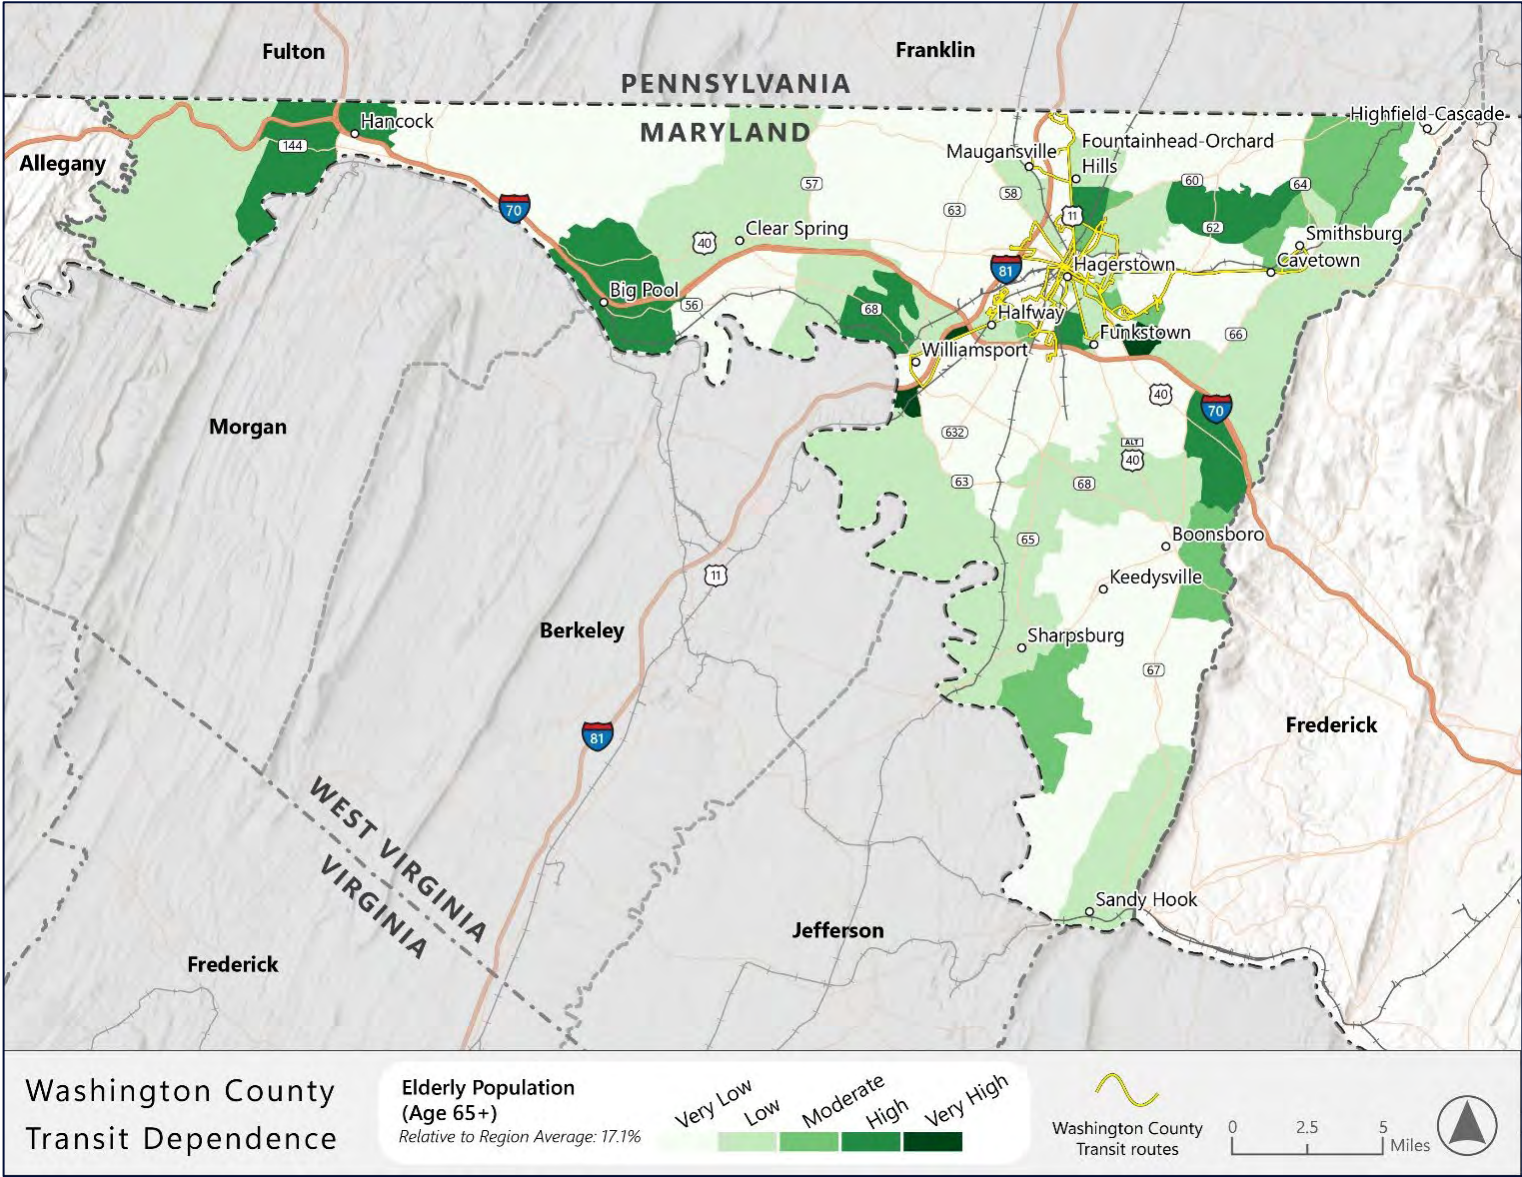 Fulton
Franklin
PENNSYLVANIA
MARYLAND
Highfield-Cascade
Hancock
144
Allegany
Maugansville
Fountainhead-Orchard
Hills
57
58
63
60
64
70
11
62
40
Clear Spring
Smithsburg
Cavetown
81
Hagerstown
Big Pool
56
68
Halfway
Funkstown
66
Williamsport
40
70
Morgan
632
ALT
40
63
68
65
Boonsboro
11
Keedysville
Berkeley
Sharpsburg
67
81
Frederick
WEST VIRGINIA
VIRGINIA
Sandy Hook
Jefferson
Frederick
Washington County
Transit Dependence
Elderly Population
(Age 65+)
Relative to Region Average: 17.1%
Very Low
Low
Moderate
High
Very High
Washington County
Transit routes
0 2.5 5
Miles